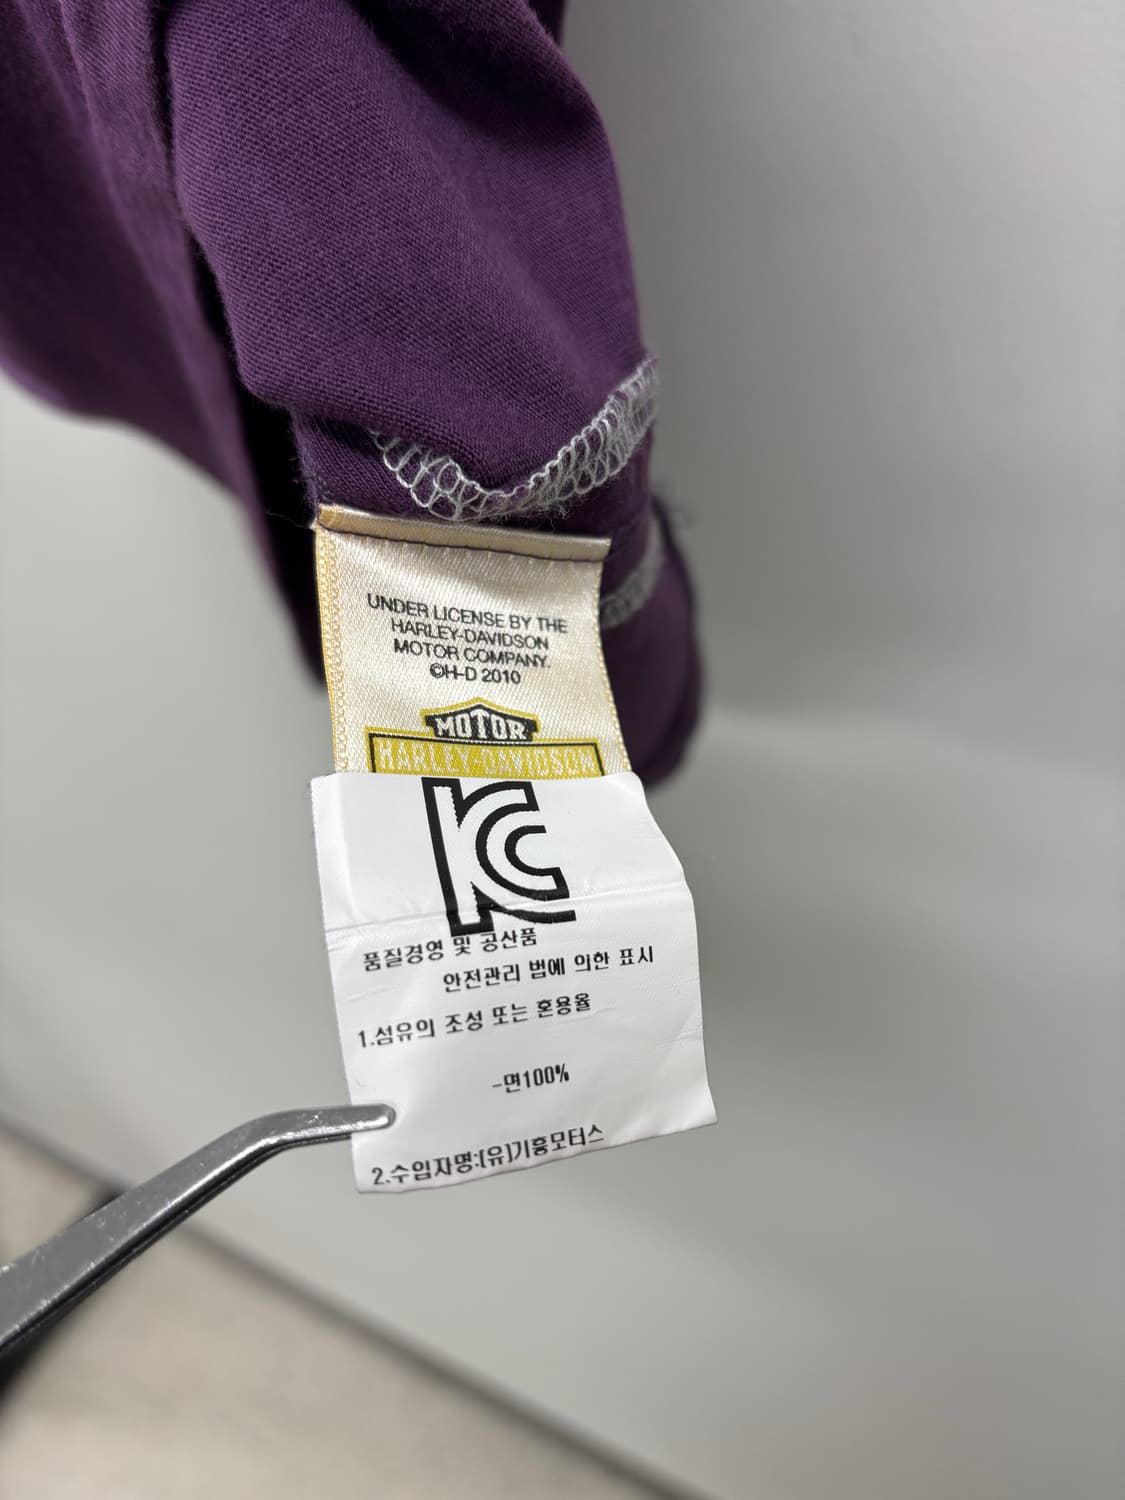 UNDER LICENSE BY THE
HARLEY-DAVIDSON
MOTOR COMPANY.
©H-D 2010
MOTOR
HARLEY-DAVIDSON
KC
품질경영 및 공산품
안전관리 법에 의한 표시
1.섬유의 조성 또는 혼용율
-면100%
2.수입자명:(유)기흥모터스